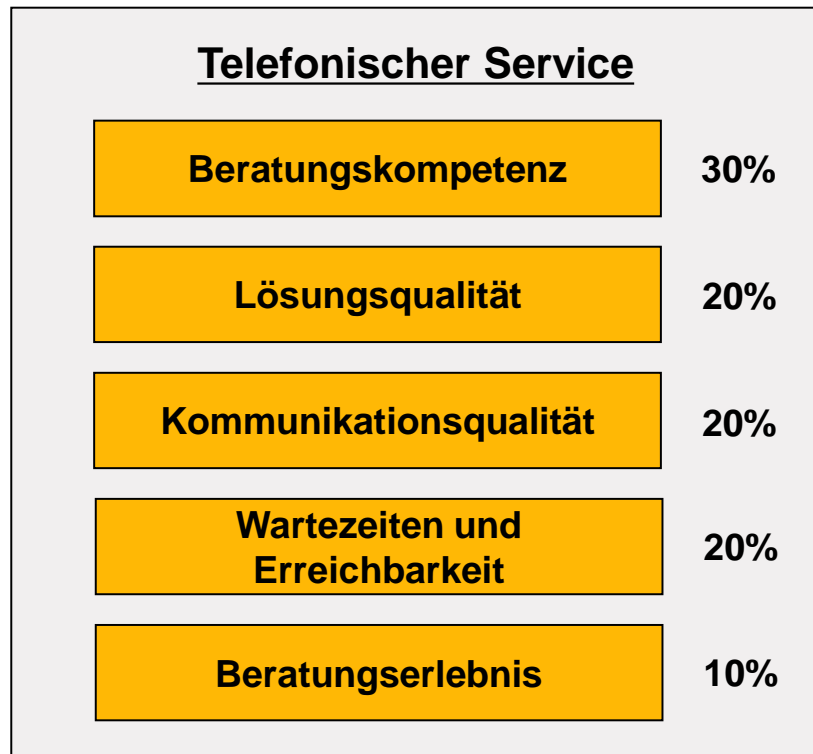 Telefonischer Service
Beratungskompetenz 30%
Lösungsqualität 20%
Kommunikationsqualität 20%
Wartezeiten und
Erreichbarkeit 20%
Beratungserlebnis 10%